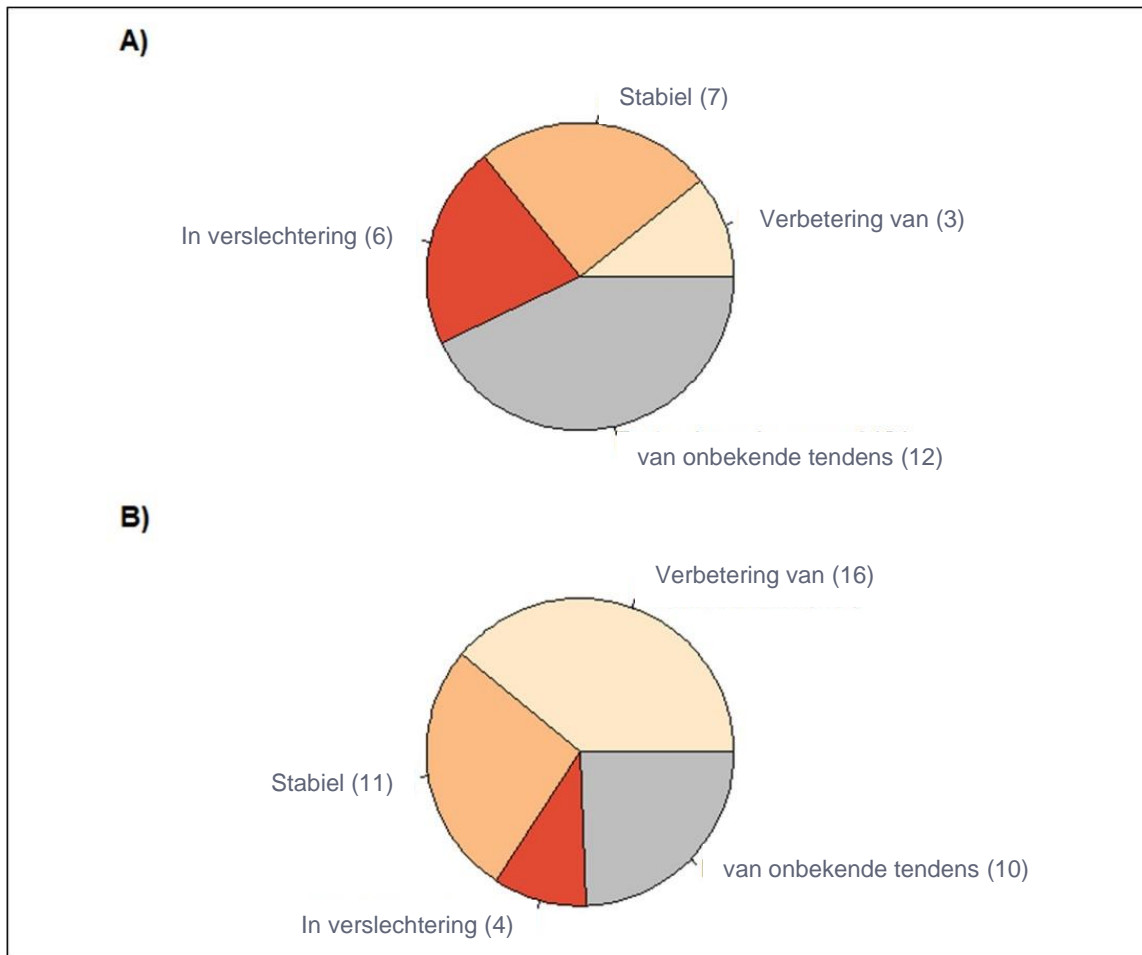 A)
Stabiel (7)
Verbetering van (3)
In verslechtering (6)
van onbekende tendens (12)
B)
Verbetering van (16)
Stabiel (11)
van onbekende tendens (10)
In verslechtering (4)